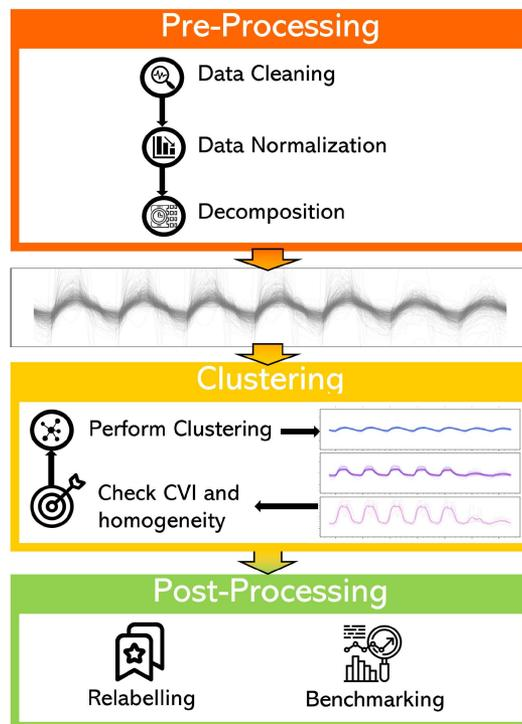 Pre-Processing
Data Cleaning
Data Normalization
Decomposition
Clustering
Perform Clustering
Check CVI and
homogeneity
Post-Processing
Relabelling
Benchmarking